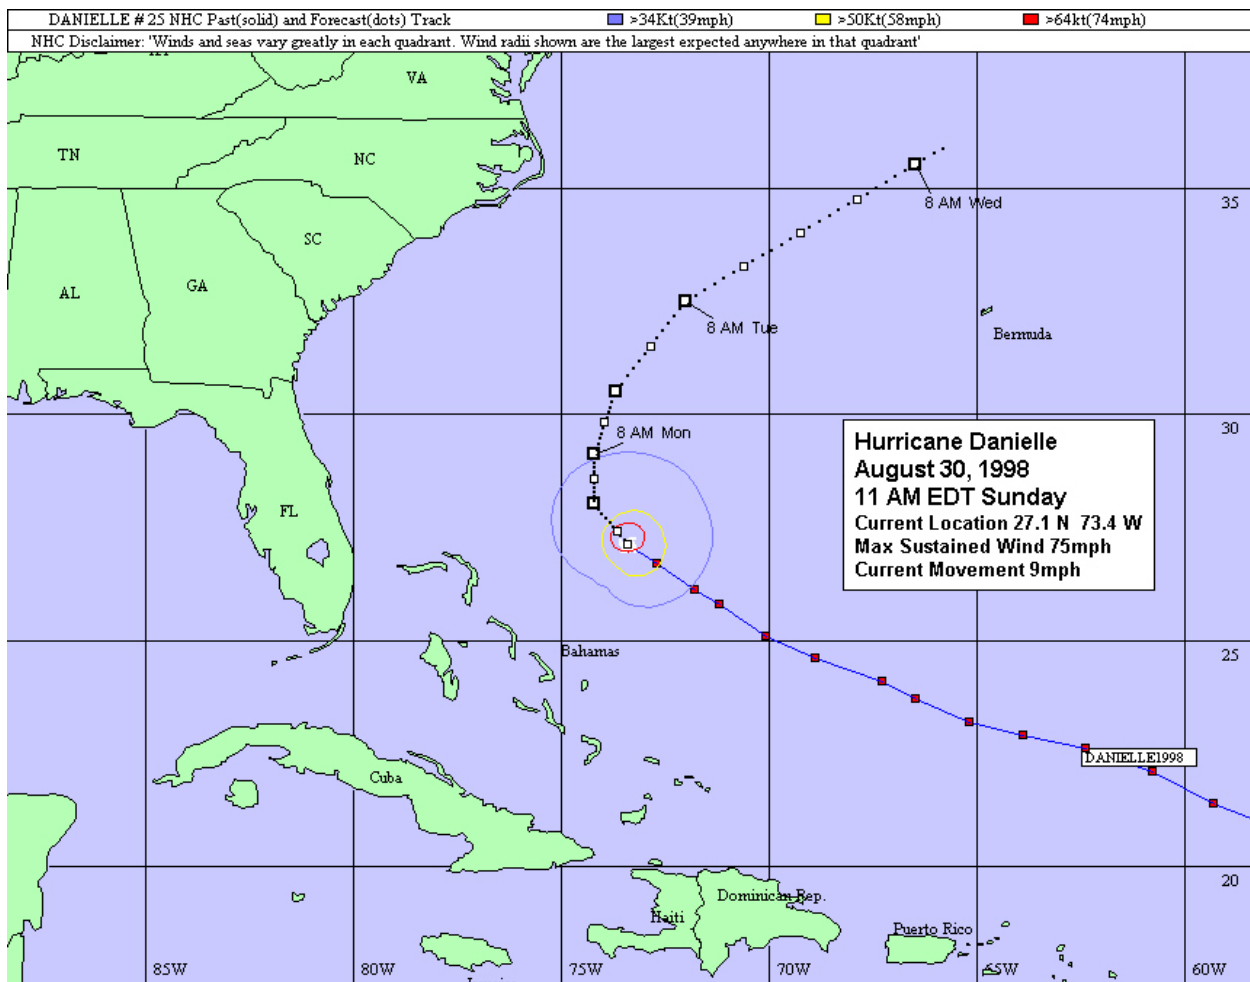 DANIELLE # 25 NHC Past(solid) and Forecast(dots) Track >34Kt(39mph) >50Kt(58mph) >64kt(74mph)
NHC Disclaimer: 'Winds and seas vary greatly in each quadrant. Wind radii shown are the largest expected anywhere in that quadrant'
VA
TN
NC
8 AM Wed
35
SC
GA
AL
8 AM Tue
Bermuda
30
8 AM Mon
Hurricane Danielle
August 30, 1998
11 AM EDT Sunday
Current Location 27.1 N 73.4 W
Max Sustained Wind 75mph
Current Movement 9mph
FL
Bahamas
25
DANIELLE1998
Cuba
20
Dominican Rep.
Haiti
Puerto Rico
85W
80W
75W
70W
65W
60W